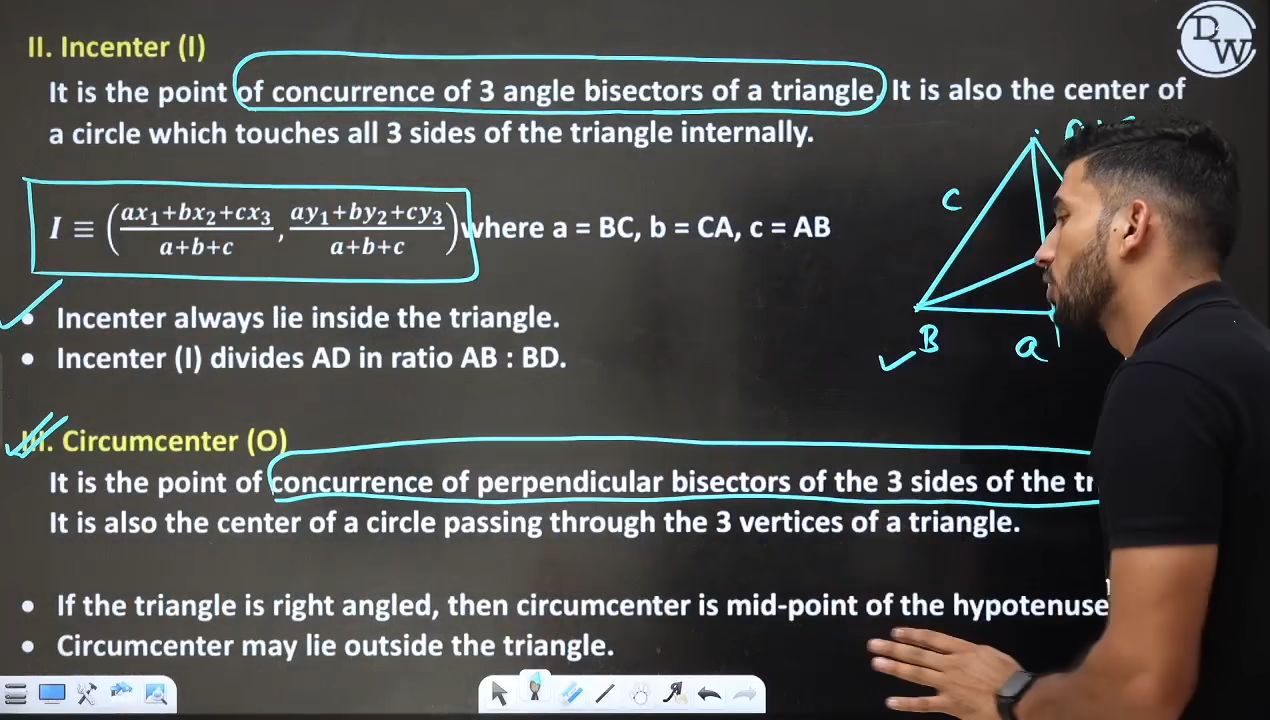 II. Incenter (I)
It is the point of concurrence of 3 angle bisectors of a triangle. It is also the center of
a circle which touches all 3 sides of the triangle internally.
I ≡ (ax₁+bx₂+cx₃/a+b+c, ay₁+by₂+cy₃/a+b+c) where a = BC, b = CA, c = AB
• Incenter always lie inside the triangle.
• Incenter (I) divides AD in ratio AB : BD.
III. Circumcenter (O)
It is the point of concurrence of perpendicular bisectors of the 3 sides of the
It is also the center of a circle passing through the 3 vertices of a triangle.
• If the triangle is right angled, then circumcenter is mid-point of the hypotenuse
• Circumcenter may lie outside the triangle.
c
B
a
DW